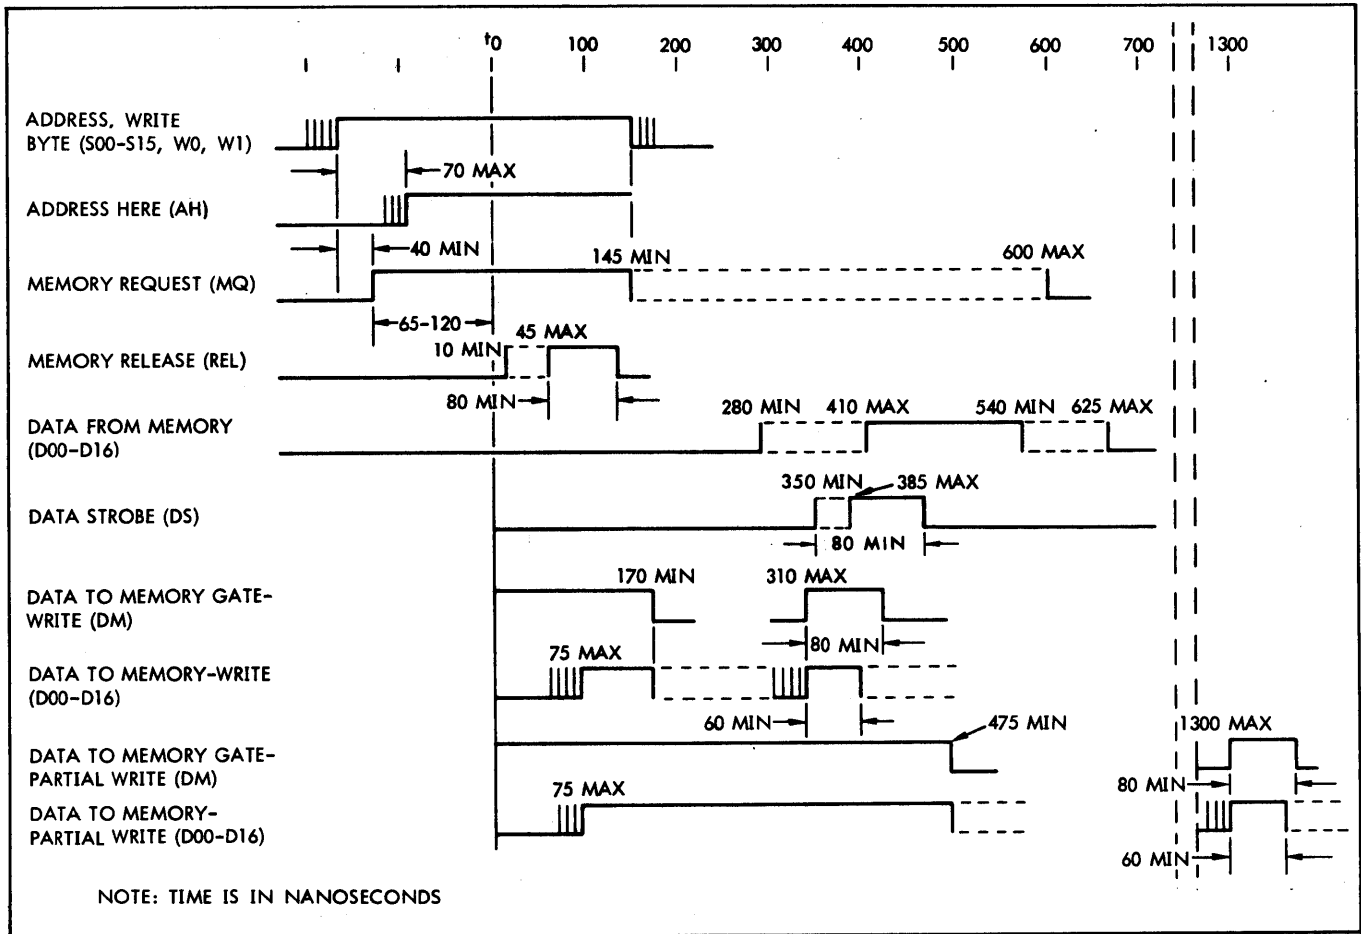 t0 100 200 300 400 500 600 700 1300
ADDRESS, WRITE
BYTE (S00-S15, W0, W1)
70 MAX
ADDRESS HERE (AH)
40 MIN
145 MIN
600 MAX
MEMORY REQUEST (MQ)
65-120
45 MAX
10 MIN
MEMORY RELEASE (REL)
80 MIN
280 MIN 410 MAX 540 MIN 625 MAX
DATA FROM MEMORY
(D00-D16)
350 MIN 385 MAX
DATA STROBE (DS)
80 MIN
170 MIN 310 MAX
DATA TO MEMORY GATE-
WRITE (DM)
80 MIN
75 MAX
DATA TO MEMORY-WRITE
(D00-D16)
60 MIN
475 MIN
1300 MAX
DATA TO MEMORY GATE-
PARTIAL WRITE (DM)
80 MIN
75 MAX
DATA TO MEMORY-
PARTIAL WRITE (D00-D16)
60 MIN
NOTE: TIME IS IN NANOSECONDS